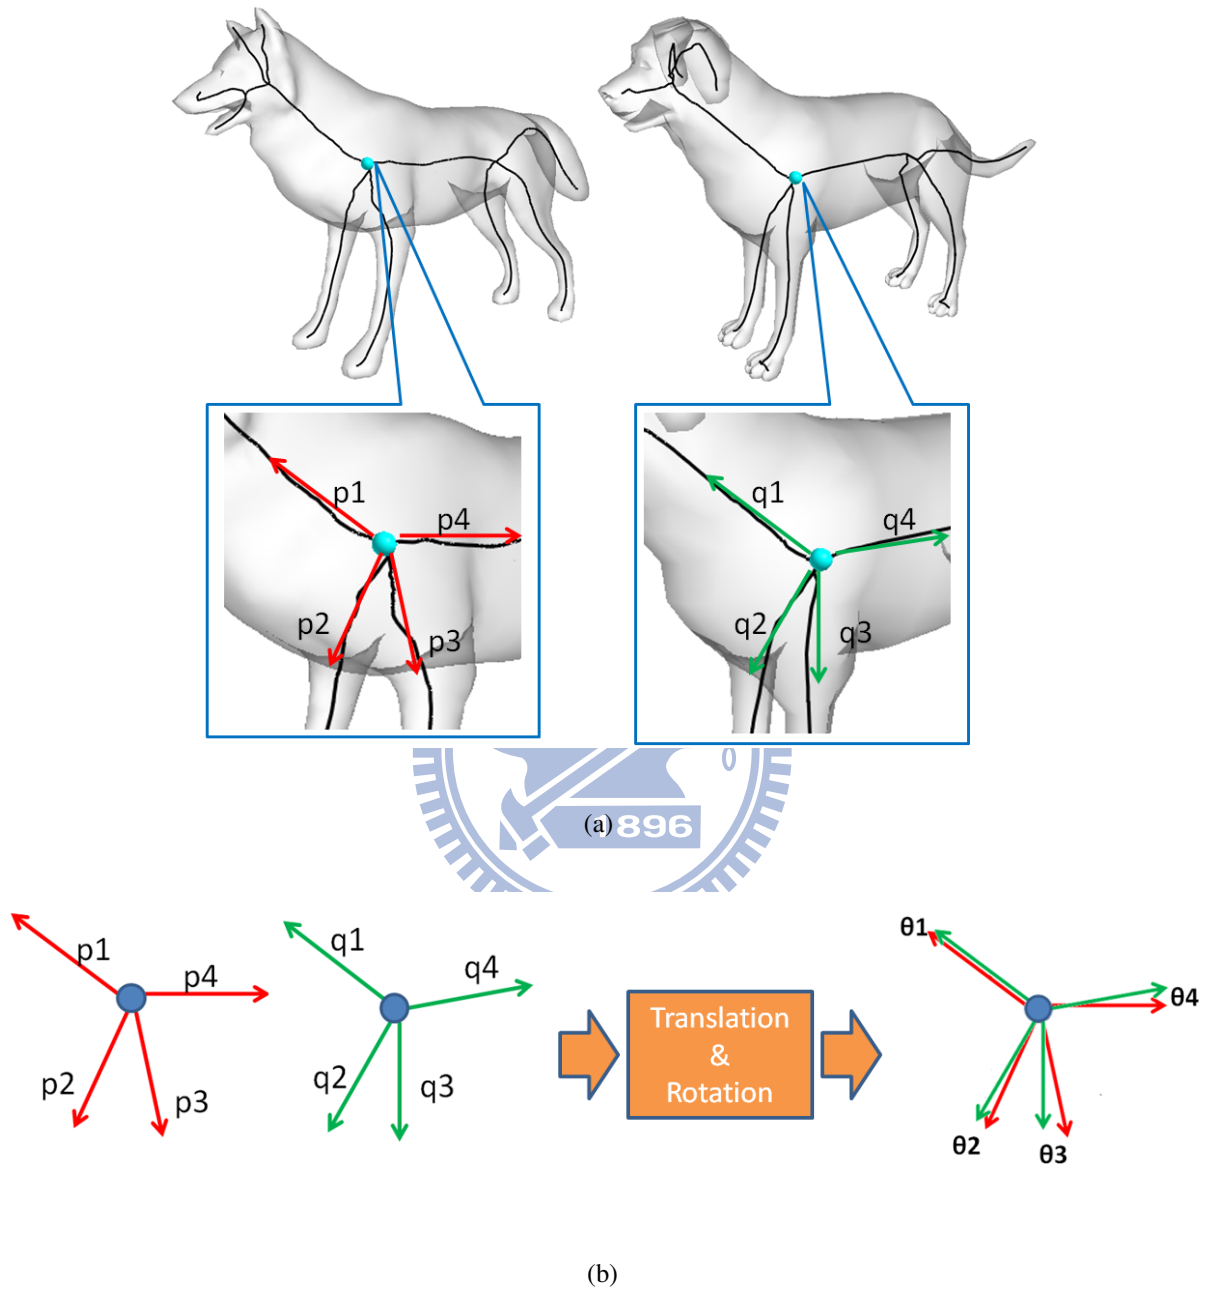 p1
p4
p2
p3
q1
q4
q2
q3
(a)
1896
p1
p4
p2
p3
q1
q4
q2
q3
Translation
&
Rotation
θ1
θ4
θ2
θ3
(b)